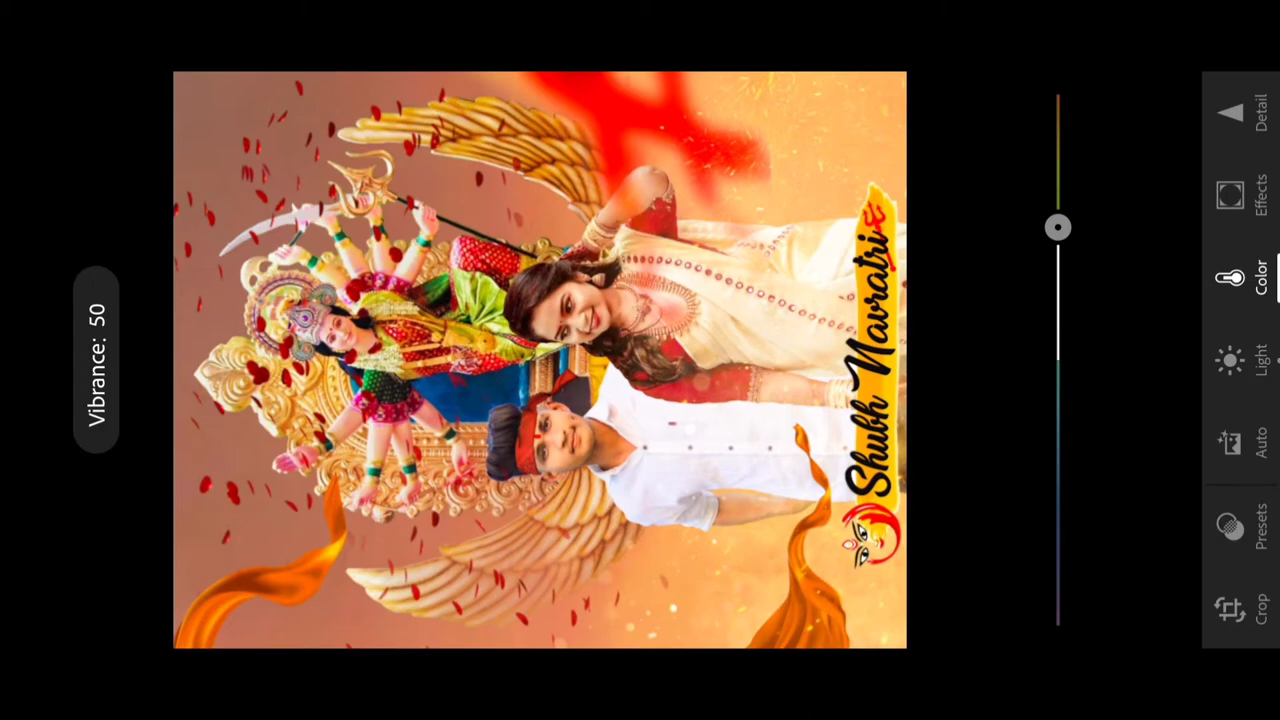 Vibrance: 50
Shubh Navratri
Crop
Presets
Auto
Light
Color
Effects
Detail